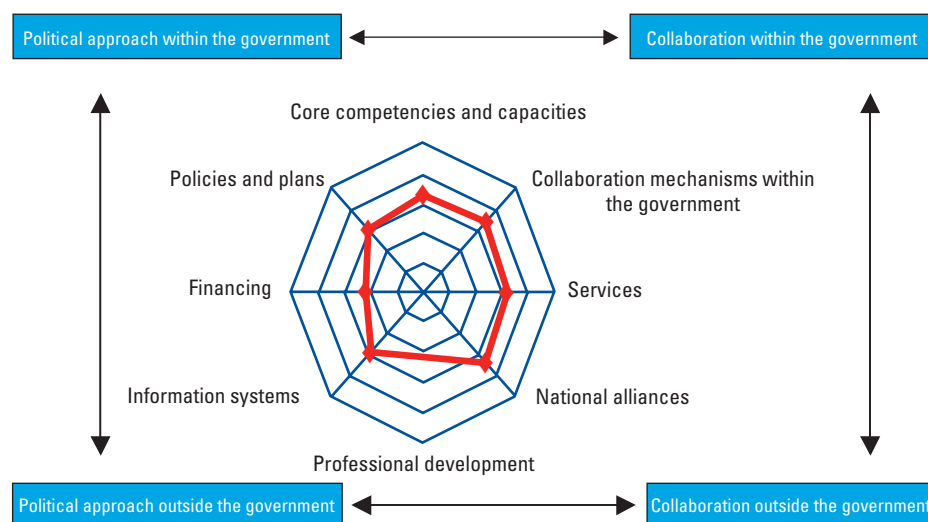 Political approach within the government
Collaboration within the government
Core competencies and capacities
Policies and plans
Collaboration mechanisms within
the government
Financing
Services
Information systems
National alliances
Professional development
Political approach outside the government
Collaboration outside the government